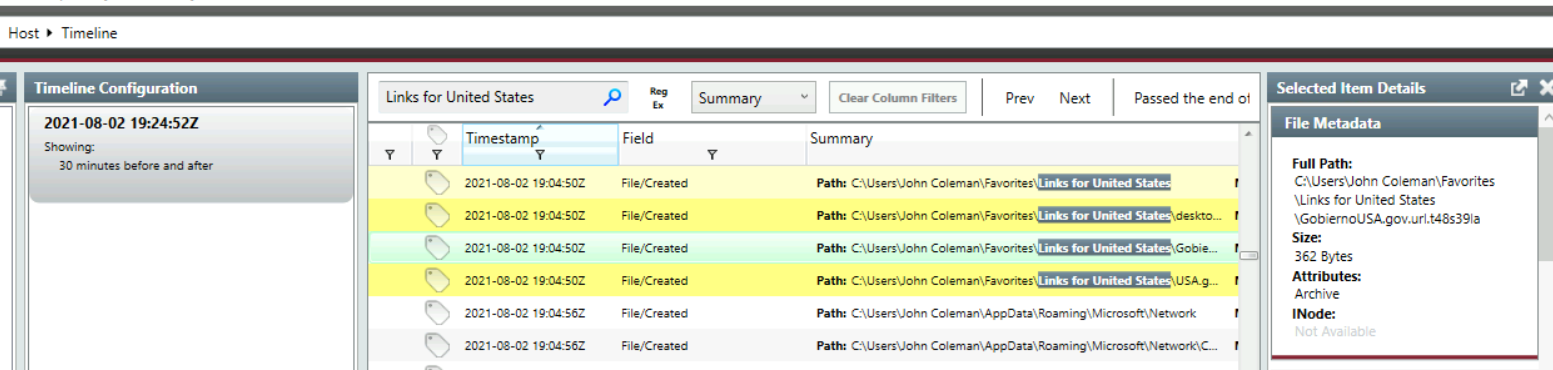 Host ▸ Timeline
Timeline Configuration
2021-08-02 19:24:52Z
Showing:
30 minutes before and after
Links for United States
Reg
Ex
Summary
Clear Column Filters
Prev
Next
Passed the end of
Timestamp
Field
Summary
2021-08-02 19:04:50Z File/Created Path: C:\Users\John Coleman\Favorites\Links for United States
2021-08-02 19:04:50Z File/Created Path: C:\Users\John Coleman\Favorites\Links for United States\deskto...
2021-08-02 19:04:50Z File/Created Path: C:\Users\John Coleman\Favorites\Links for United States\Gobie...
2021-08-02 19:04:50Z File/Created Path: C:\Users\John Coleman\Favorites\Links for United States\USA.g...
2021-08-02 19:04:56Z File/Created Path: C:\Users\John Coleman\AppData\Roaming\Microsoft\Network
2021-08-02 19:04:56Z File/Created Path: C:\Users\John Coleman\AppData\Roaming\Microsoft\Network\C...
Selected Item Details
File Metadata
Full Path:
C:\Users\John Coleman\Favorites
\Links for United States
\GobiernoUSA.gov.url.t48s39la
Size:
362 Bytes
Attributes:
Archive
INode:
Not Available